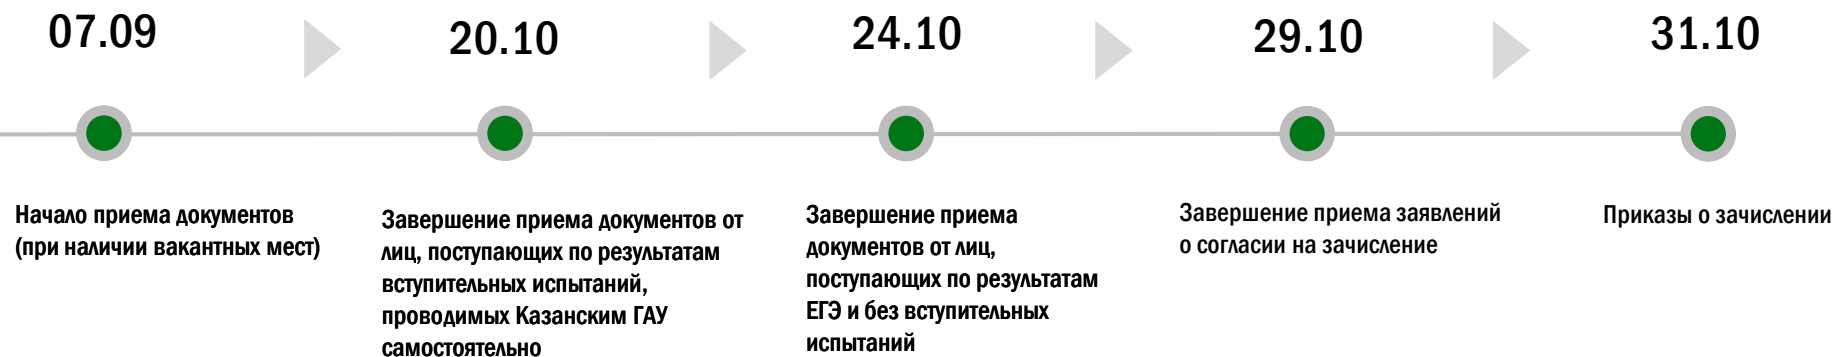 07.09
20.10
24.10
29.10
31.10
Начало приема документов
(при наличии вакантных мест)
Завершение приема документов от
лиц, поступающих по результатам
вступительных испытаний,
проводимых Казанским ГАУ
самостоятельно
Завершение приема
документов от лиц,
поступающих по результатам
ЕГЭ и без вступительных
испытаний
Завершение приема заявлений
о согласии на зачисление
Приказы о зачислении